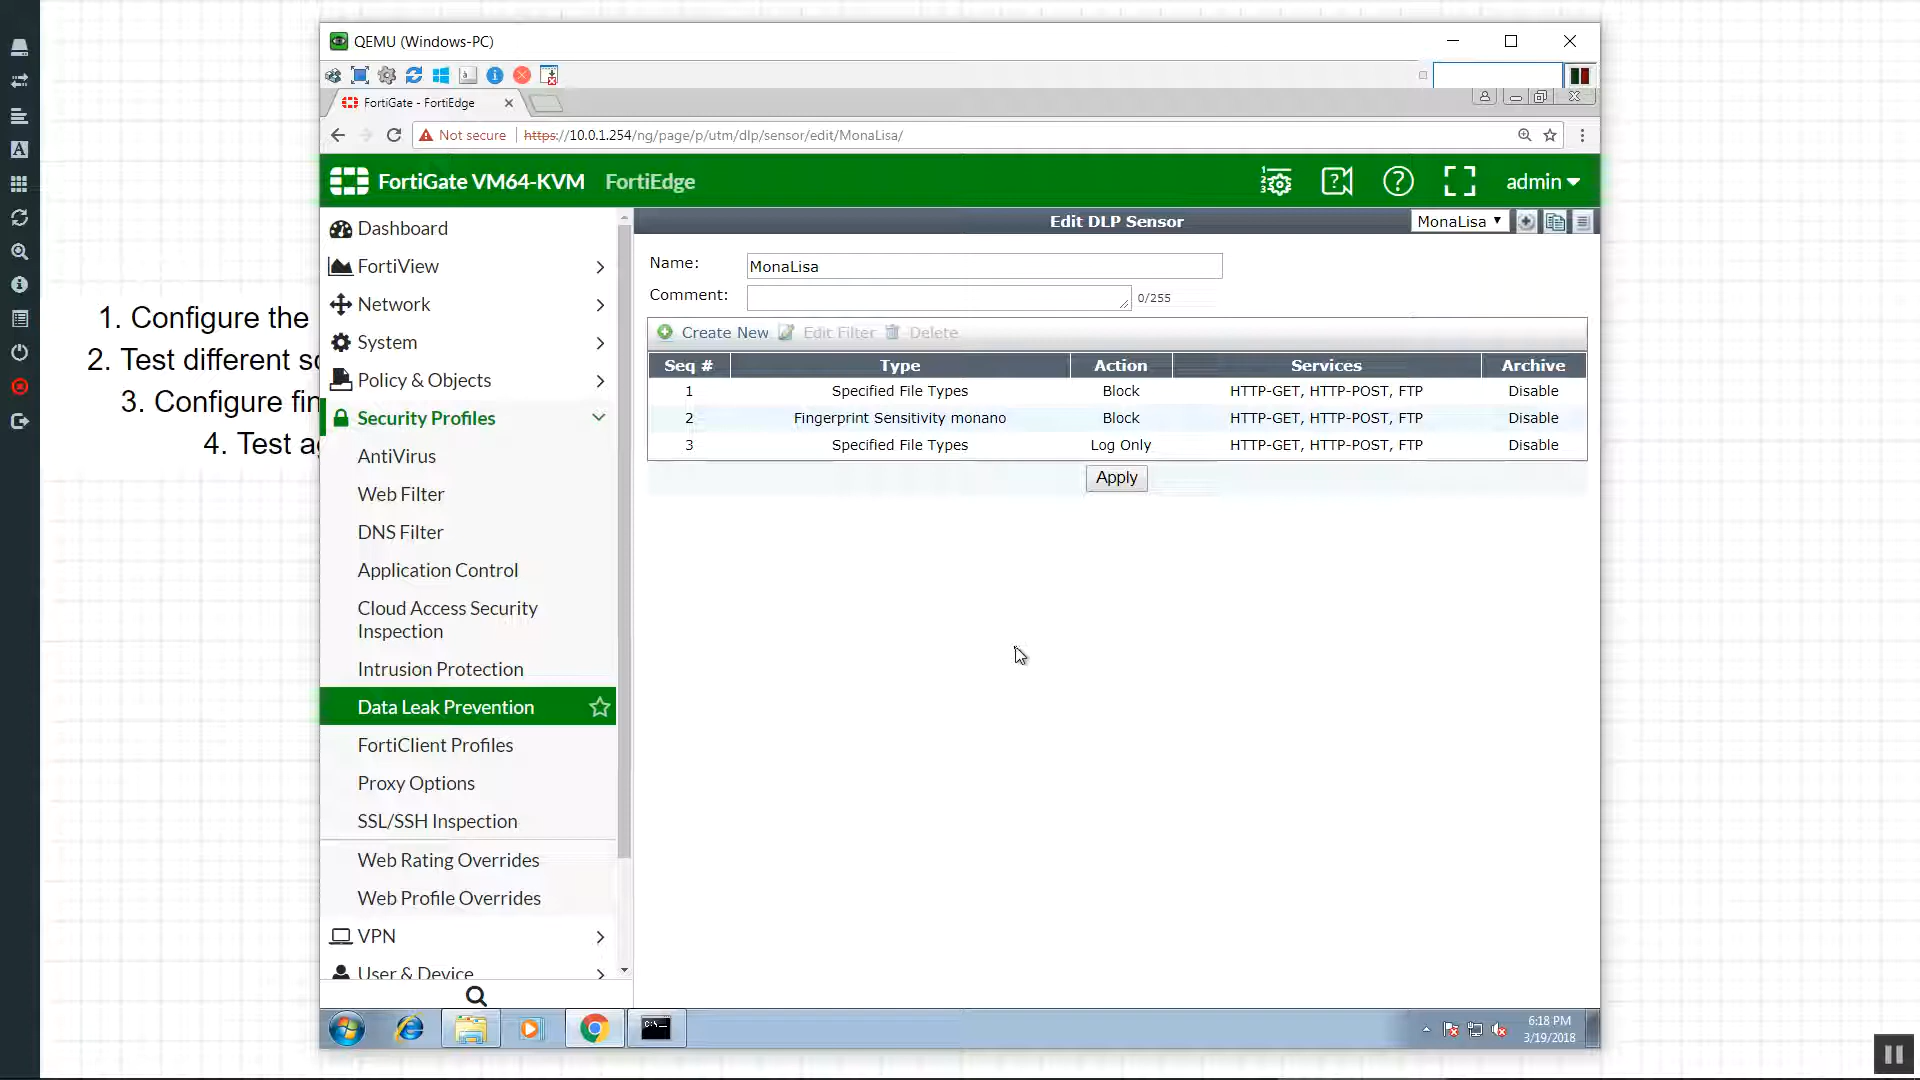 QEMU (Windows-PC)
FortiGate - FortiEdge
Not secure | https://10.0.1.254/ng/page/p/utm/dlp/sensor/edit/MonaLisa/
FortiGate VM64-KVM FortiEdge
admin
Dashboard
FortiView
Network
System
Policy & Objects
Security Profiles
AntiVirus
Web Filter
DNS Filter
Application Control
Cloud Access Security
Inspection
Intrusion Protection
Data Leak Prevention
FortiClient Profiles
Proxy Options
SSL/SSH Inspection
Web Rating Overrides
Web Profile Overrides
VPN
User & Device
Edit DLP Sensor
MonaLisa
Name: MonaLisa
Comment: 0/255
Create New Edit Filter Delete
Seq # Type Action Services Archive
1 Specified File Types Block HTTP-GET, HTTP-POST, FTP Disable
2 Fingerprint Sensitivity monano Block HTTP-GET, HTTP-POST, FTP Disable
3 Specified File Types Log Only HTTP-GET, HTTP-POST, FTP Disable
Apply
1. Configure the
2. Test different
3. Configure
4. Test
6:18 PM
3/19/2018